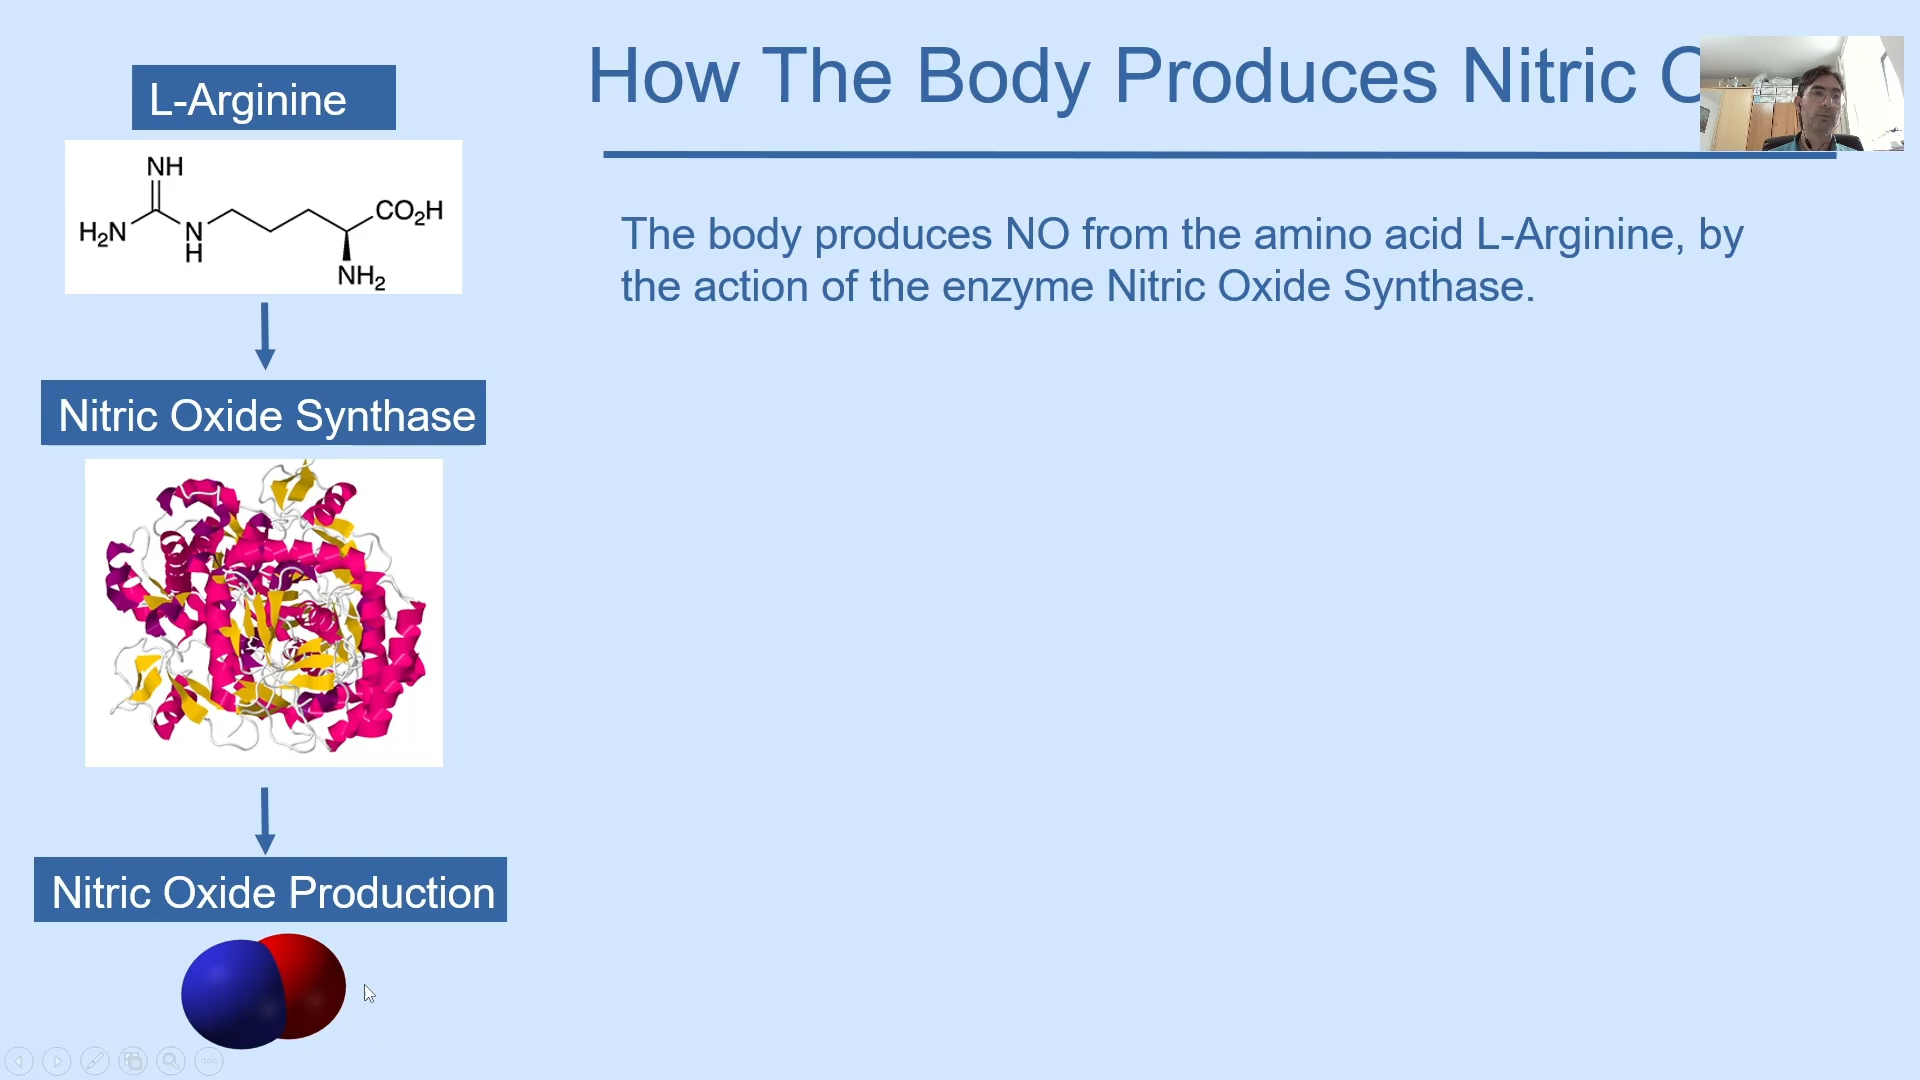 How The Body Produces Nitric
L-Arginine
NH
H₂N
N
H
CO₂H
NH₂
The body produces NO from the amino acid L-Arginine, by
the action of the enzyme Nitric Oxide Synthase.
Nitric Oxide Synthase
Nitric Oxide Production